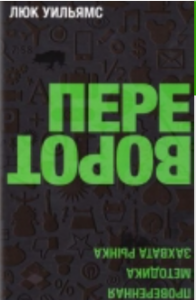 ЛЮК УИЛЬЯМС
ПЕРЕ
ВОРОТ
ПРОВЕРЕННАЯ
МЕТОДИКА
ЗАХВАТА РЫНКА